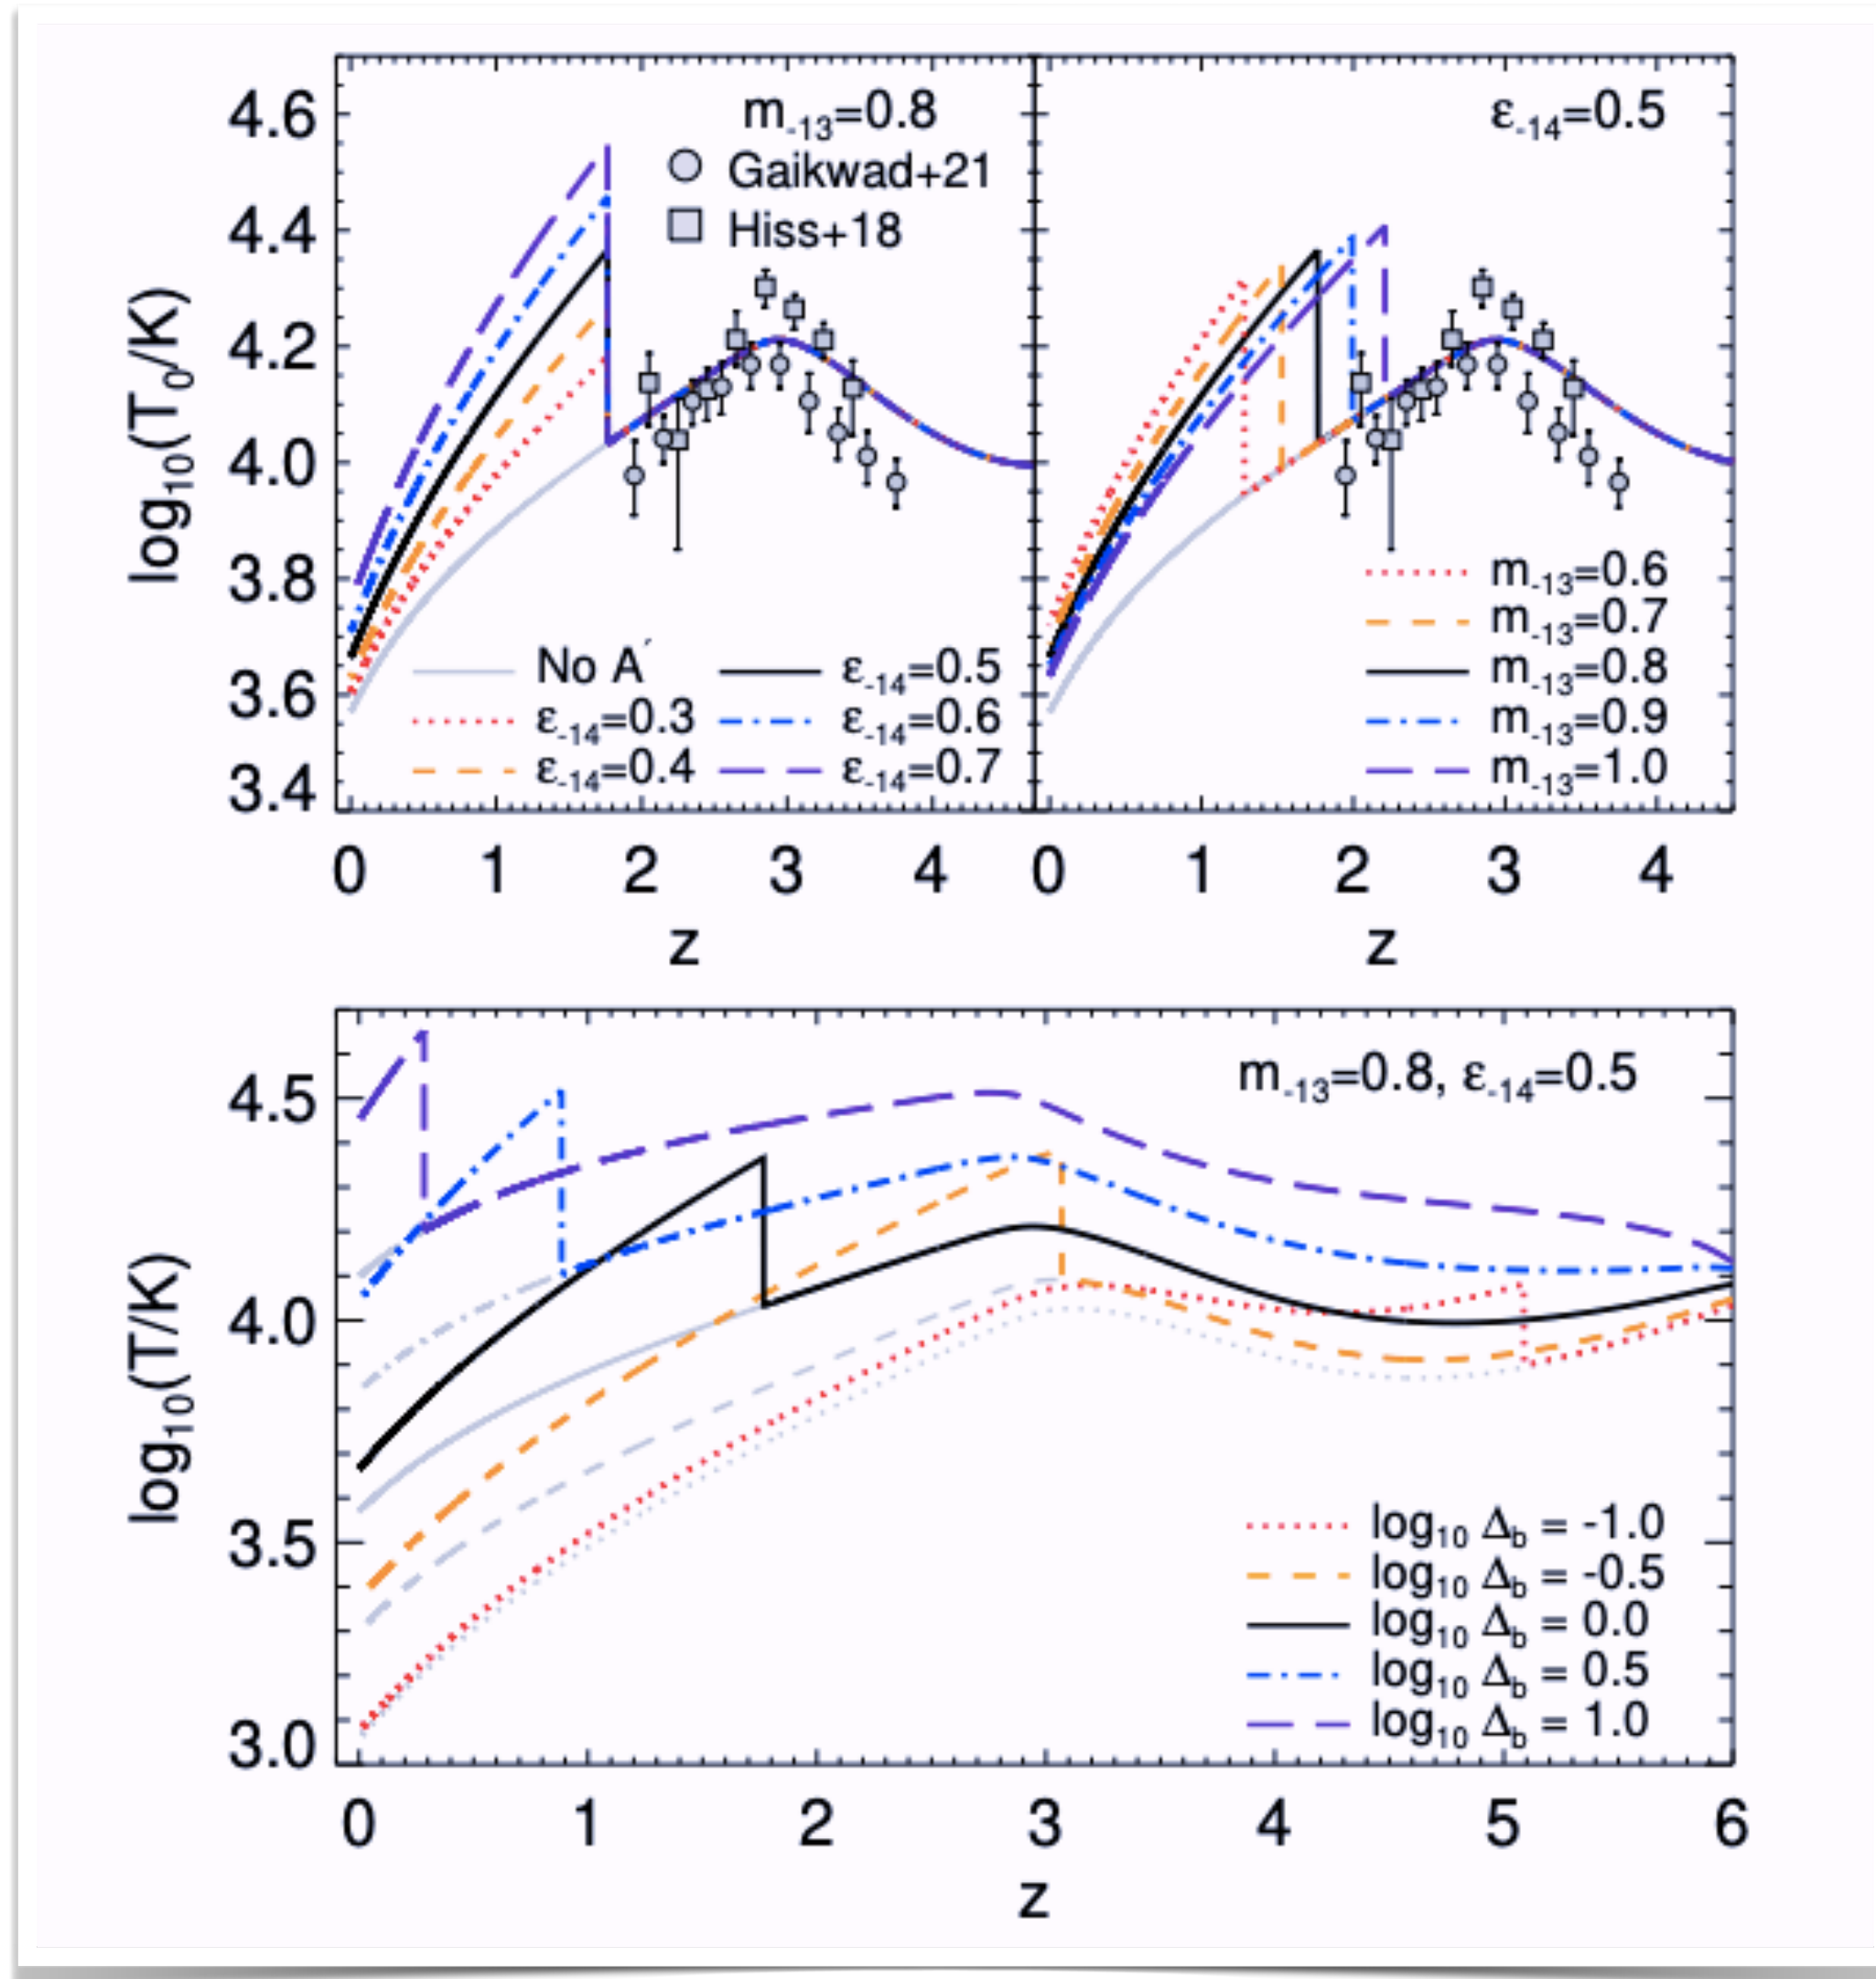 m₋₁₃=0.8
Gaikwad+21
Hiss+18
No A′
ε₋₁₄=0.3
ε₋₁₄=0.4
ε₋₁₄=0.5
ε₋₁₄=0.6
ε₋₁₄=0.7
log₁₀(T₀/K)
4.6
4.4
4.2
4.0
3.8
3.6
3.4
0 1 2 3 4
z
ε₋₁₄=0.5
m₋₁₃=0.6
m₋₁₃=0.7
m₋₁₃=0.8
m₋₁₃=0.9
m₋₁₃=1.0
0 1 2 3 4
z
m₋₁₃=0.8, ε₋₁₄=0.5
log₁₀(T/K)
4.5
4.0
3.5
3.0
log₁₀ Δb = -1.0
log₁₀ Δb = -0.5
log₁₀ Δb = 0.0
log₁₀ Δb = 0.5
log₁₀ Δb = 1.0
0 1 2 3 4 5 6
z